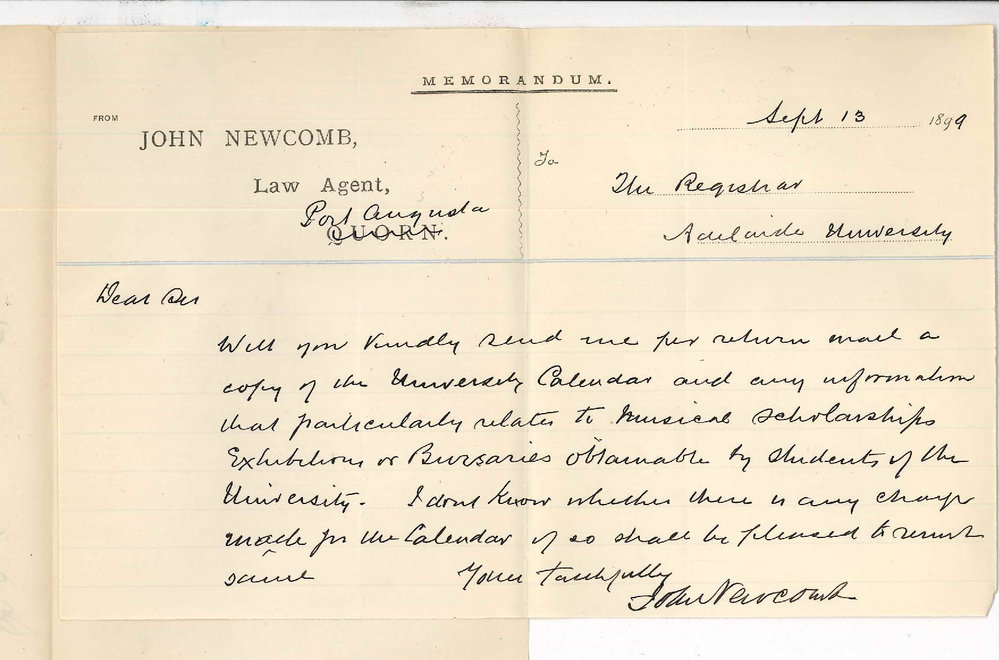 MEMORANDUM.
Sept 13 1899
FROM
JOHN NEWCOMB,
To
Law Agent,
The Registrar
Port Augusta
QUORN.
Adelaide University
Dear Sir
Will you kindly send me per return mail a
copy of the University Calendar and any information
that particularly relates to Musical Scholarships
Exhibitions or Bursaries obtainable by students of the
University. I dont know whether there is any charge
made for the Calendar if so shall be pleased to remit
same Yours faithfully
John Newcomb